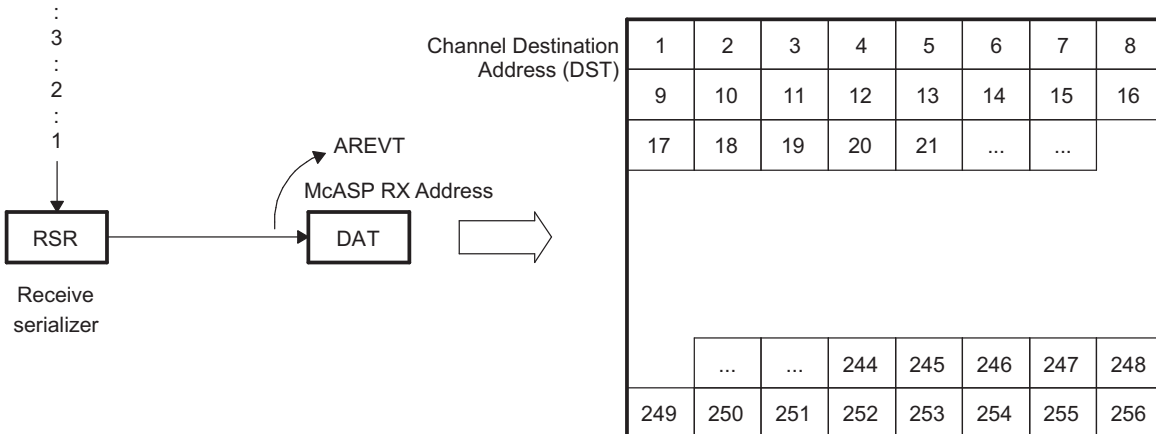 :
3
:
2
:
1
AREVT
McASP RX Address
RSR
DAT
Receive
serializer
Channel Destination
Address (DST)
1 2 3 4 5 6 7 8
9 10 11 12 13 14 15 16
17 18 19 20 21 ... ...
... ... 244 245 246 247 248
249 250 251 252 253 254 255 256